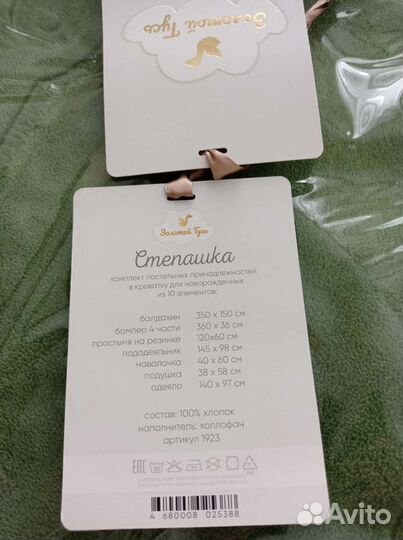 Золотой Гусь
Золотой Гусь
Степашка
комплект постельных принадлежностей
в кроватку для новорожденных
из 10 элементов:
балдахин 350 х 150 см
бампер 4 части 360 х 36 см
простыня на резинке 120х60 см
пододеяльник 145 х 98 см
наволочка 40 х 60 см
подушка 38 х 58 см
одеяло 140 х 97 см
состав: 100% хлопок
наполнитель: холлофан
артикул 1923
EAC
4 680008 025388
Avito